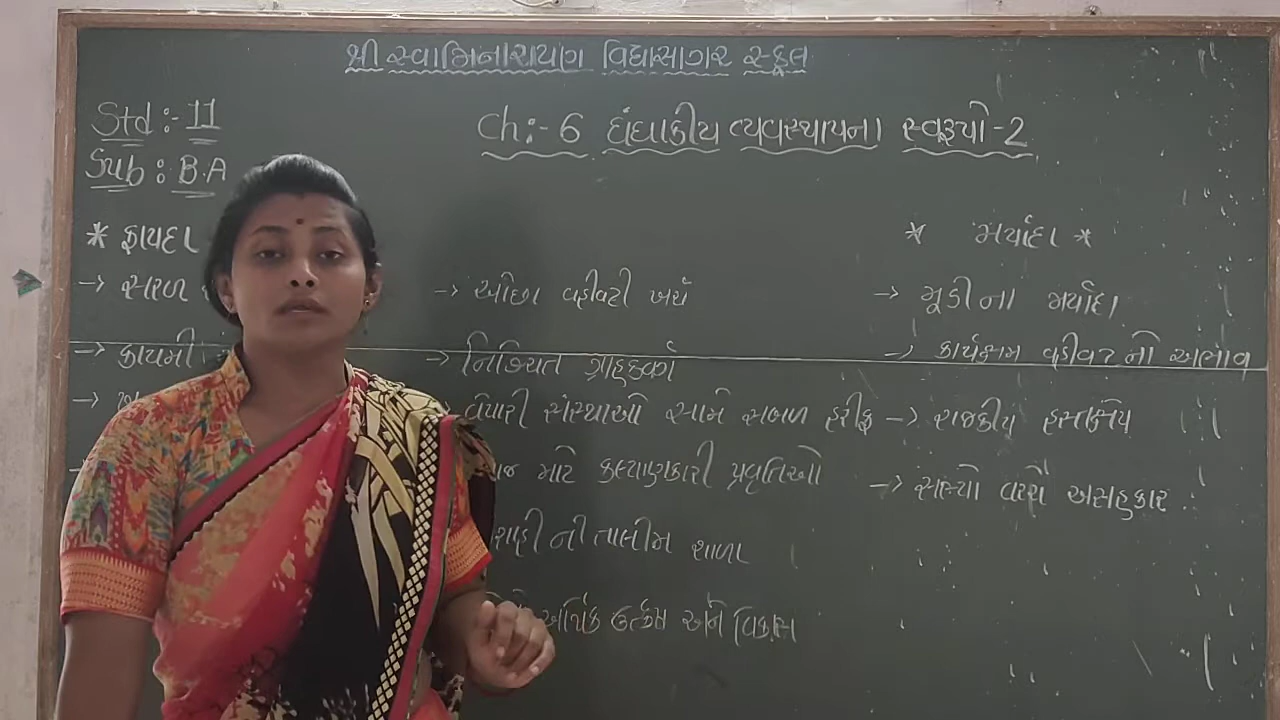 શ્રી સ્વામિનારાયણ વિદ્યાસાગર સ્કૂલ
Std :- 11
Ch :- 6 ધંધાકીય વ્યવસ્થાપના સ્વરૂપો - 2
Sub : B.A
* ફાયદા
* મર્યાદા *
→ સરળ
→ ઓછા વહીવટી ખર્ચ
→ મૂડીના મર્યાદા
→ કાયમી
→ નિશ્ચિત ગ્રાહકવર્ગ
→ કાર્યક્ષમ વહીવટ નો અભાવ
→
વેપારી સંસ્થાઓ સામે સબળ હરીફ
→ રાજકીય હસ્તક્ષેપ
માટે કલ્યાણકારી પ્રવૃતિઓ
→ સભ્યો વચ્ચે અસહકાર
શાહી ની તાલીમ શાળા
આર્થિક ઉત્કર્ષ અને વિકાસ